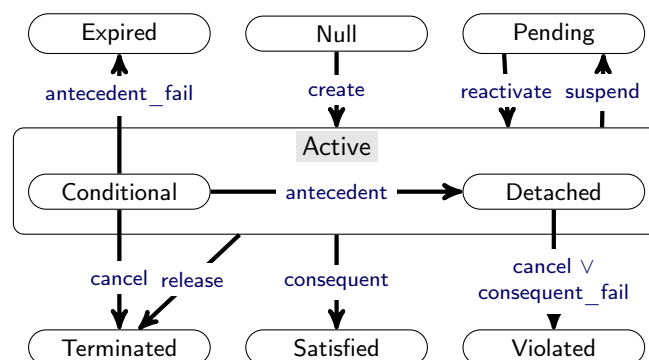 Expired
Null
Pending
antecedent_fail
create
reactivate
suspend
Active
Conditional
antecedent
Detached
cancel
release
consequent
cancel ∨
consequent_fail
Terminated
Satisfied
Violated